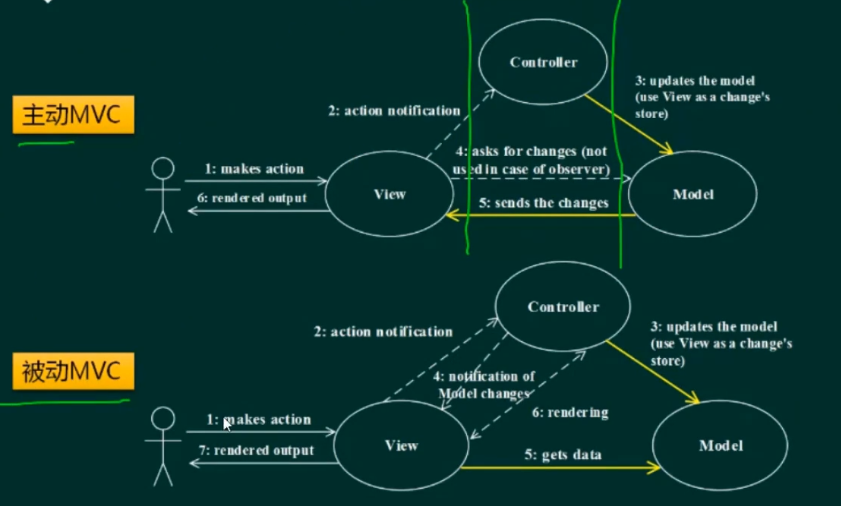 Controller
主动MVC
2: action notification
3: updates the model
(use View as a change's
store)
1: makes action
4: asks for changes (not
used in case of observer)
View
Model
6: rendered output
5: sends the changes
Controller
2: action notification
3: updates the model
(use View as a change's
store)
被动MVC
4: notification of
Model changes
6: rendering
1: makes action
View
Model
7: rendered output
5: gets data